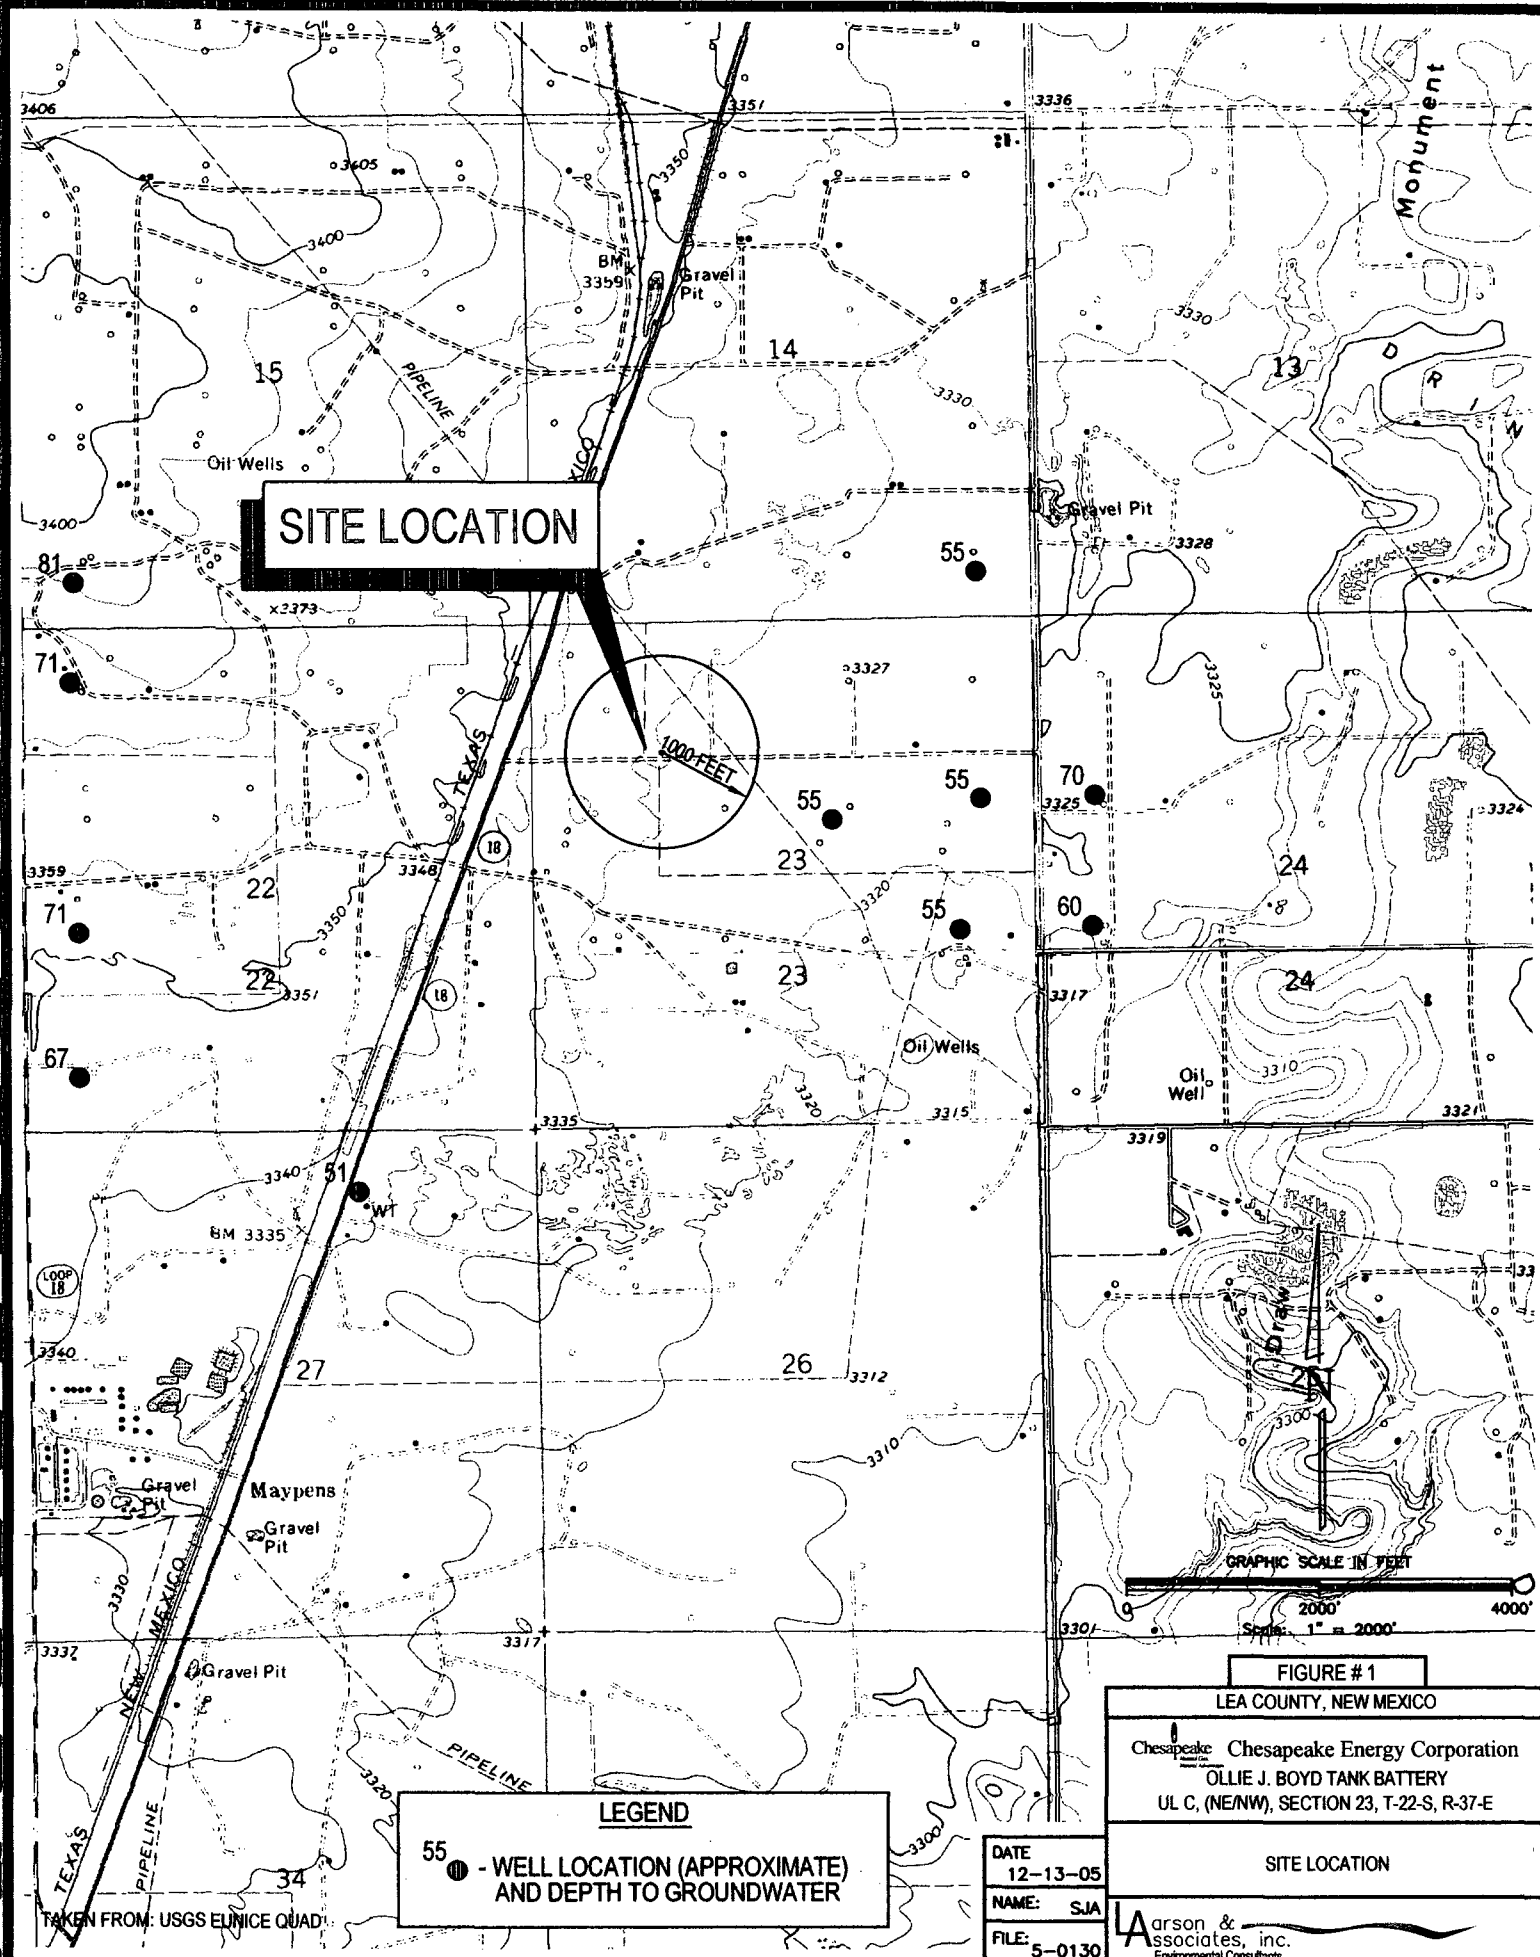 3406
3351
3336
Monument
3405
3350
3400
BM
3359
Gravel
Pit
3330
14
15
13
D
R
I
N
PIPELINE
3330
XICO
Oil Wells
SITE LOCATION
Gravel Pit
3400
3328
81
55
x3373
71
3327
3325
TEXAS
1000 FEET
55
55
70
3325
3324
18
3359
3348
23
24
22
3320
71
3350
55
60
8
22
3351
23
24
18
3317
67
Oil Wells
3310
Oil
Well
3320
3335
3315
3321
3319
3340
51
WT
BM 3335
LOOP
18
Draw
3340
27
26
3312
N
3300
3310
Gravel
Pit
Maypens
Gravel
Pit
GRAPHIC SCALE IN FEET
0 2000' 4000'
Scale: 1" = 2000'
3330
NEW MEXICO
3337
3317
3301
Gravel Pit
FIGURE # 1
LEA COUNTY, NEW MEXICO
Chesapeake Chesapeake Energy Corporation
OLLIE J. BOYD TANK BATTERY
UL C, (NE/NW), SECTION 23, T-22-S, R-37-E
PIPELINE
3320
LEGEND
55 - WELL LOCATION (APPROXIMATE)
AND DEPTH TO GROUNDWATER
3300
DATE
12-13-05
NAME: SJA
FILE: 5-0130
SITE LOCATION
Larson &
Associates, inc.
Environmental Consultants
TEXAS
PIPELINE
34
TAKEN FROM: USGS EUNICE QUAD